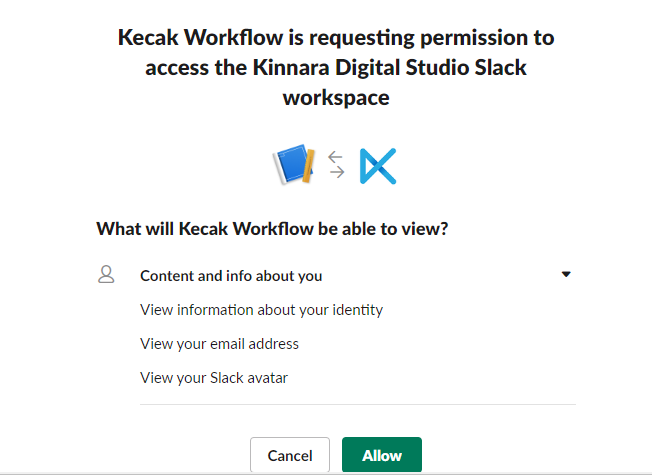 Kecak Workflow is requesting permission to
access the Kinnara Digital Studio Slack
workspace
What will Kecak Workflow be able to view?
Content and info about you
View information about your identity
View your email address
View your Slack avatar
Cancel
Allow